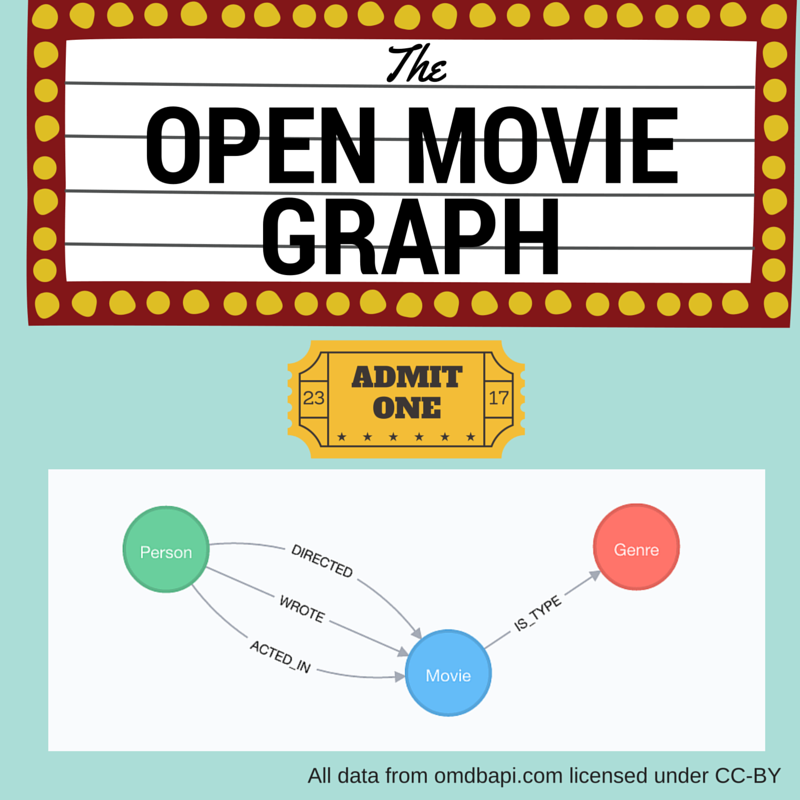 The
OPEN MOVIE
GRAPH
ADMIT
ONE
23
17
Person
DIRECTED
WROTE
ACTED_IN
Movie
IS_TYPE
Genre
All data from omdbapi.com licensed under CC-BY